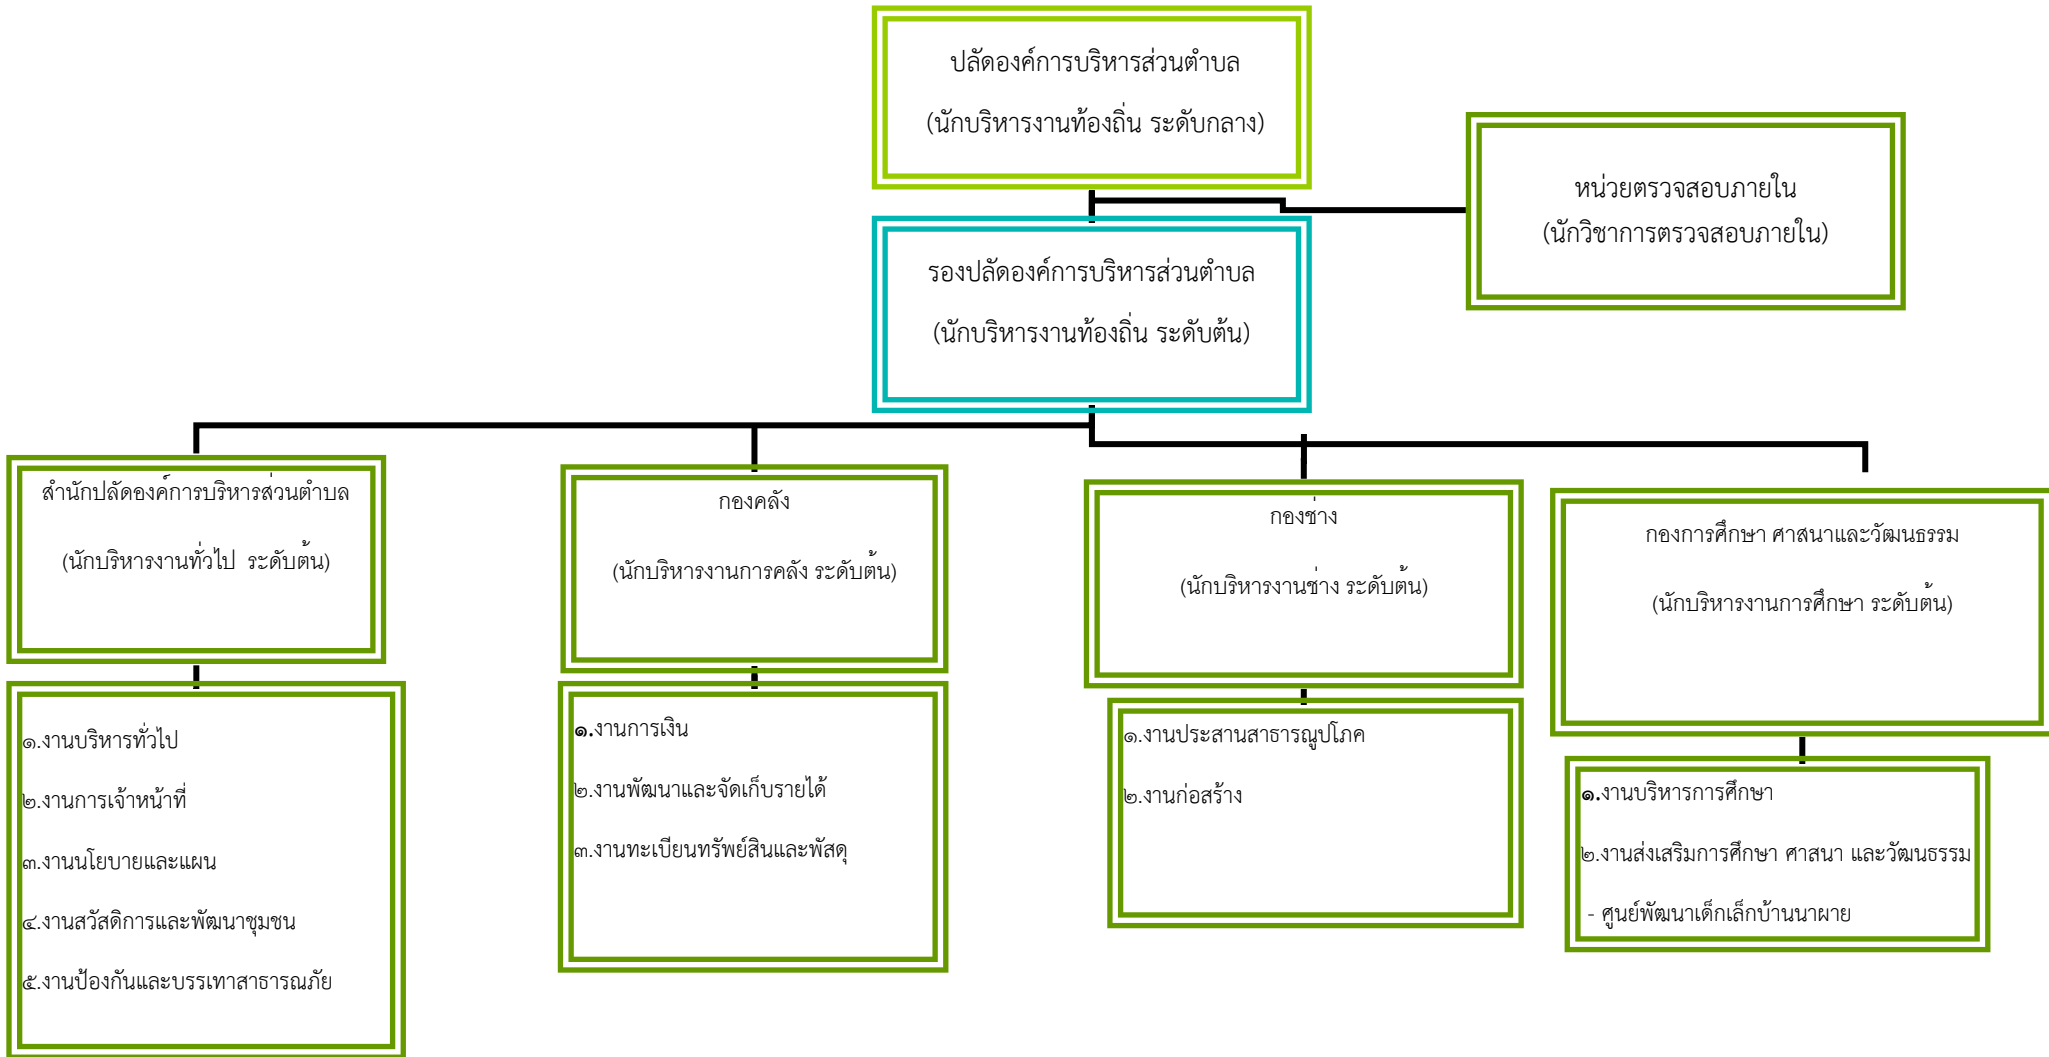 ปลัดองค์การบริหารส่วนตำบล
(นักบริหารงานท้องถิ่น ระดับกลาง)
หน่วยตรวจสอบภายใน
(นักวิชาการตรวจสอบภายใน)
รองปลัดองค์การบริหารส่วนตำบล
(นักบริหารงานท้องถิ่น ระดับต้น)
สำนักปลัดองค์การบริหารส่วนตำบล
(นักบริหารงานทั่วไป ระดับต้น)
กองคลัง
(นักบริหารงานการคลัง ระดับต้น)
กองช่าง
(นักบริหารงานช่าง ระดับต้น)
กองการศึกษา ศาสนาและวัฒนธรรม
(นักบริหารงานการศึกษา ระดับต้น)
๑.งานบริหารทั่วไป
๒.งานการเจ้าหน้าที่
๓.งานนโยบายและแผน
๔.งานสวัสดิการและพัฒนาชุมชน
๕.งานป้องกันและบรรเทาสาธารณภัย
๑.งานการเงิน
๒.งานพัฒนาและจัดเก็บรายได้
๓.งานทะเบียนทรัพย์สินและพัสดุ
๑.งานประสานสาธารณูปโภค
๒.งานก่อสร้าง
๑.งานบริหารการศึกษา
๒.งานส่งเสริมการศึกษา ศาสนา และวัฒนธรรม
- ศูนย์พัฒนาเด็กเล็กบ้านนาผาย